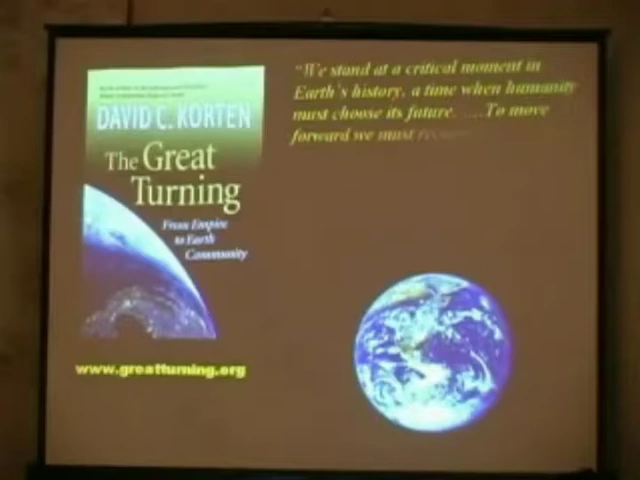 DAVID C. KORTEN
The Great
Turning
From Empire
to Earth
Community
www.greatturning.org
"We stand at a critical moment in
Earth's history, a time when humanity
must choose its future. ....To move
forward we must